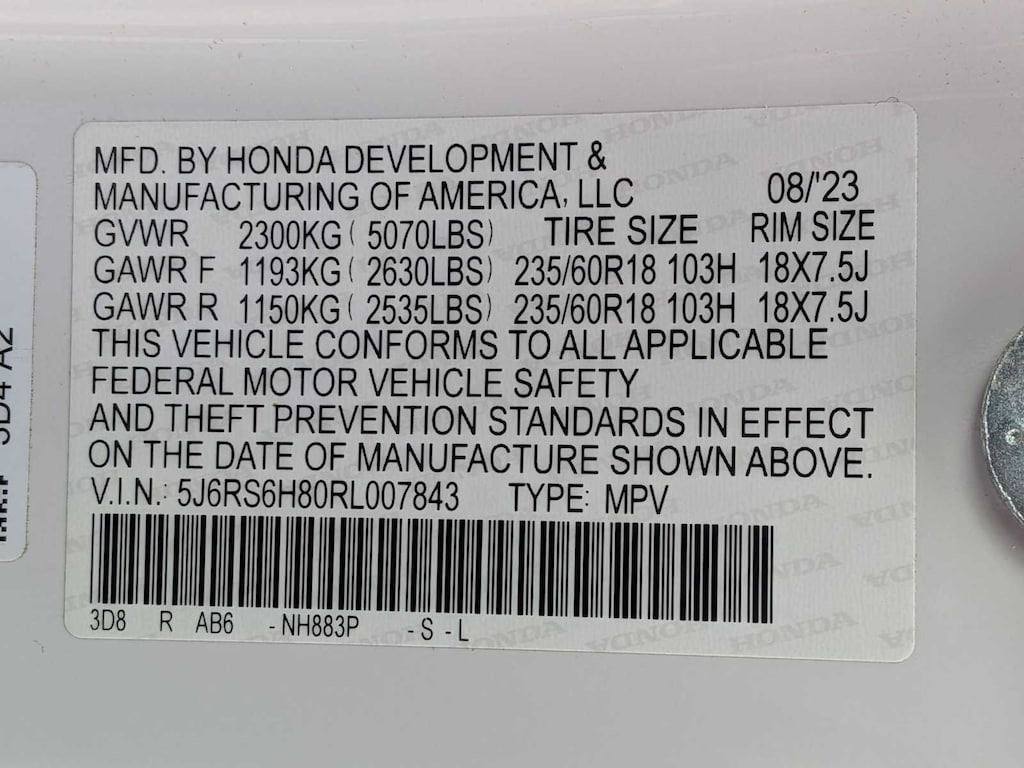 MFD. BY HONDA DEVELOPMENT &
MANUFACTURING OF AMERICA, LLC 08/'23
GVWR 2300KG ( 5070LBS) TIRE SIZE RIM SIZE
GAWR F 1193KG ( 2630LBS) 235/60R18 103H 18X7.5J
GAWR R 1150KG ( 2535LBS) 235/60R18 103H 18X7.5J
THIS VEHICLE CONFORMS TO ALL APPLICABLE
FEDERAL MOTOR VEHICLE SAFETY
AND THEFT PREVENTION STANDARDS IN EFFECT
ON THE DATE OF MANUFACTURE SHOWN ABOVE.
V.I.N.: 5J6RS6H80RL007843 TYPE: MPV
3D8 R AB6 -NH883P -S -L
A2